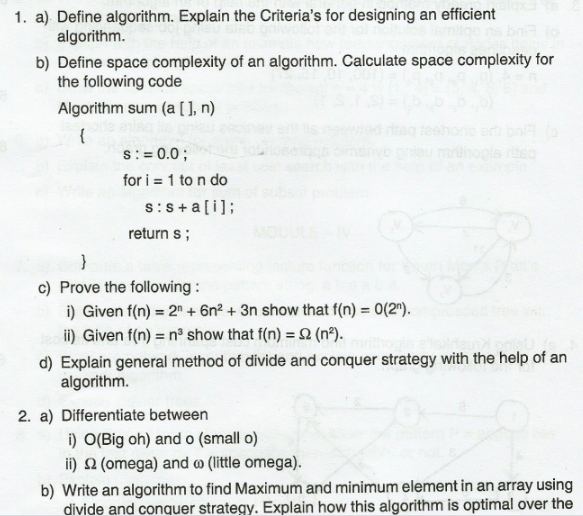 1. a) Define algorithm. Explain the Criteria's for designing an efficient
algorithm.
b) Define space complexity of an algorithm. Calculate space complexity for
the following code
Algorithm sum (a [ ], n)
{
s : = 0.0 ;
for i = 1 to n do
s : s + a [ i ] ;
return s ;
}
c) Prove the following :
i) Given f(n) = 2ⁿ + 6n² + 3n show that f(n) = 0(2ⁿ).
ii) Given f(n) = n³ show that f(n) = Ω (n²).
d) Explain general method of divide and conquer strategy with the help of an
algorithm.
2. a) Differentiate between
i) O(Big oh) and o (small o)
ii) Ω (omega) and ω (little omega).
b) Write an algorithm to find Maximum and minimum element in an array using
divide and conquer strategy. Explain how this algorithm is optimal over the